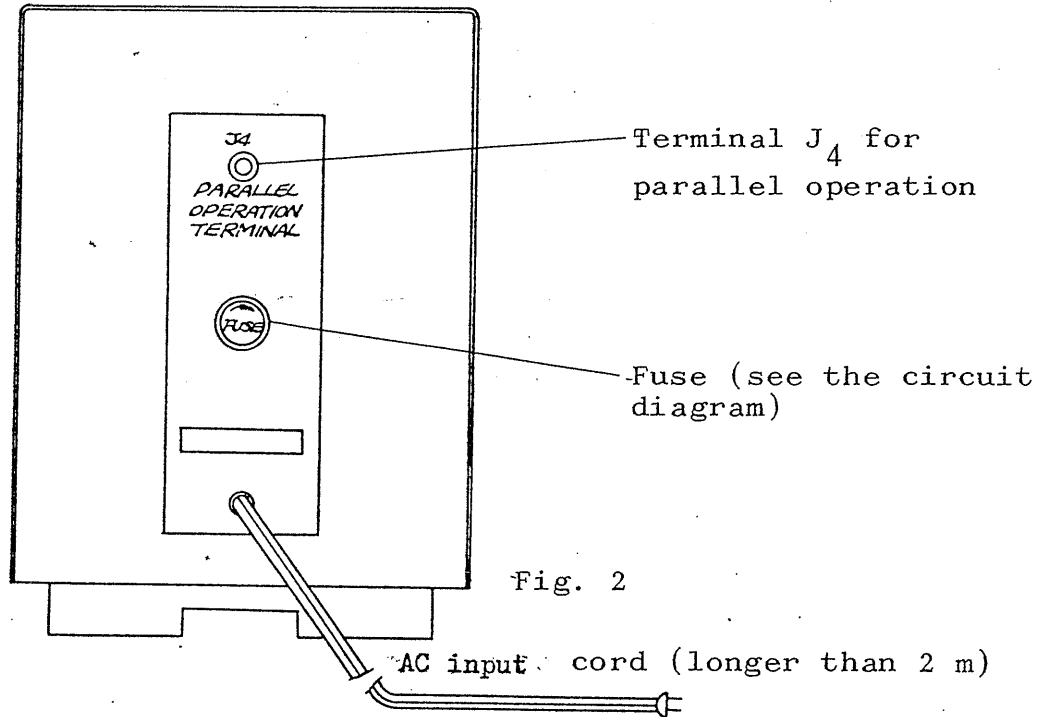 J4
PARALLEL
OPERATION
TERMINAL
Terminal J4 for
parallel operation
FUSE
Fuse (see the circuit
diagram)
Fig. 2
AC input cord (longer than 2 m)